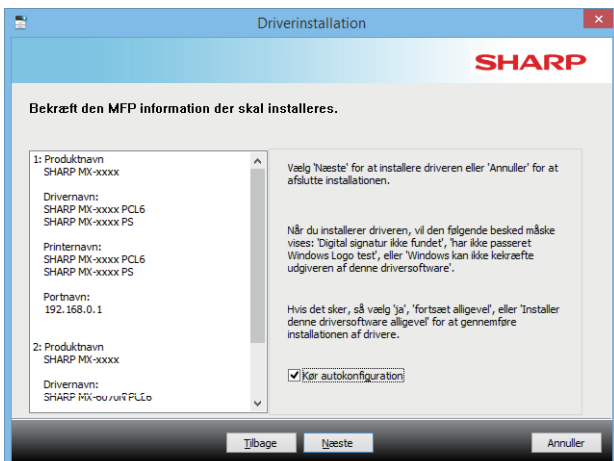 Driverinstallation
SHARP
Bekræft den MFP information der skal installeres.
1: Produktnavn
SHARP MX-xxxx
Drivernavn:
SHARP MX-xxxx PCL6
SHARP MX-xxxx PS
Printernavn:
SHARP MX-xxxx PCL6
SHARP MX-xxxx PS
Portnavn:
192.168.0.1
2: Produktnavn
SHARP MX-xxxx
Drivernavn:
SHARP
Vælg 'Næste' for at installere driveren eller 'Annuller' for at
afslutte installationen.
Når du installerer driveren, vil den følgende besked måske
vises: 'Digital signatur ikke fundet', 'har ikke passeret
Windows Logo test', eller 'Windows kan ikke kekræfte
udgiveren af denne driversoftware'.
Hvis det sker, så vælg 'ja', 'fortsæt alligevel', eller 'Installer
denne driversoftware alligevel' for at gennemføre
installationen af drivere.
Kør autokonfiguration
Tilbage
Næste
Annuller